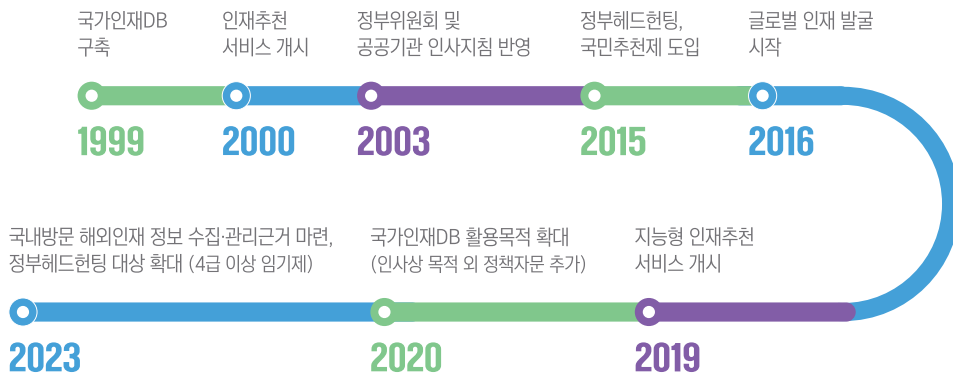 국가인재DB
구축
1999
인재추천
서비스 개시
2000
정부위원회 및
공공기관 인사지침 반영
2003
정부헤드헌팅,
국민추천제 도입
2015
글로벌 인재 발굴
시작
2016
지능형 인재추천
서비스 개시
2019
국가인재DB 활용목적 확대
(인사상 목적 외 정책자문 추가)
2020
국내방문 해외인재 정보 수집·관리근거 마련,
정부헤드헌팅 대상 확대 (4급 이상 임기제)
2023